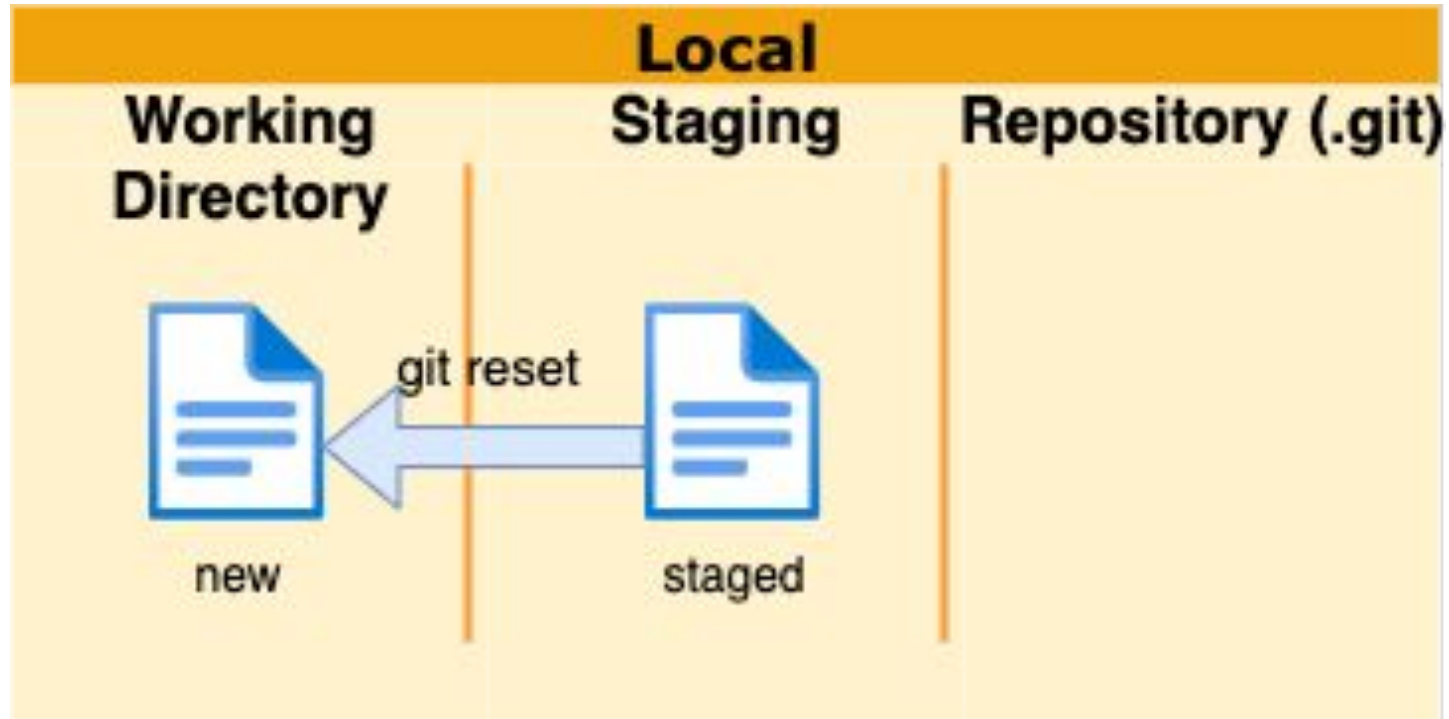 Local
Working
Directory
Staging
Repository (.git)
git reset
new
staged